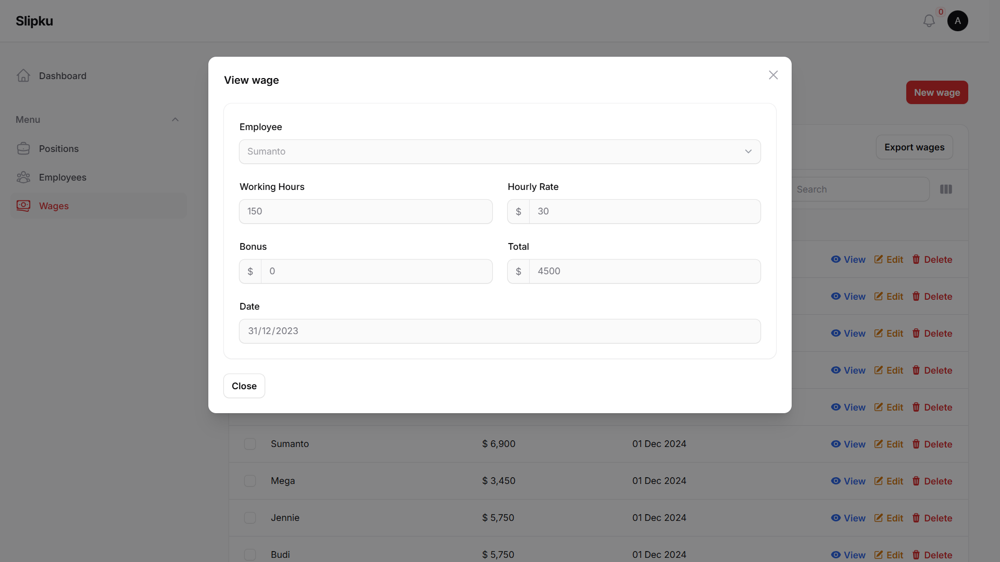 Slipku
0
A
Dashboard
Menu
Positions
Employees
Wages
New wage
Export wages
Search
View wage
Employee
Sumanto
Working Hours Hourly Rate
150 $ 30
Bonus Total
$ 0 $ 4500
Date
31/12/2023
Close
View Edit Delete
View Edit Delete
View Edit Delete
View Edit Delete
View Edit Delete
Sumanto $ 6,900 01 Dec 2024 View Edit Delete
Mega $ 3,450 01 Dec 2024 View Edit Delete
Jennie $ 5,750 01 Dec 2024 View Edit Delete
Budi $ 5,750 01 Dec 2024 View Edit Delete